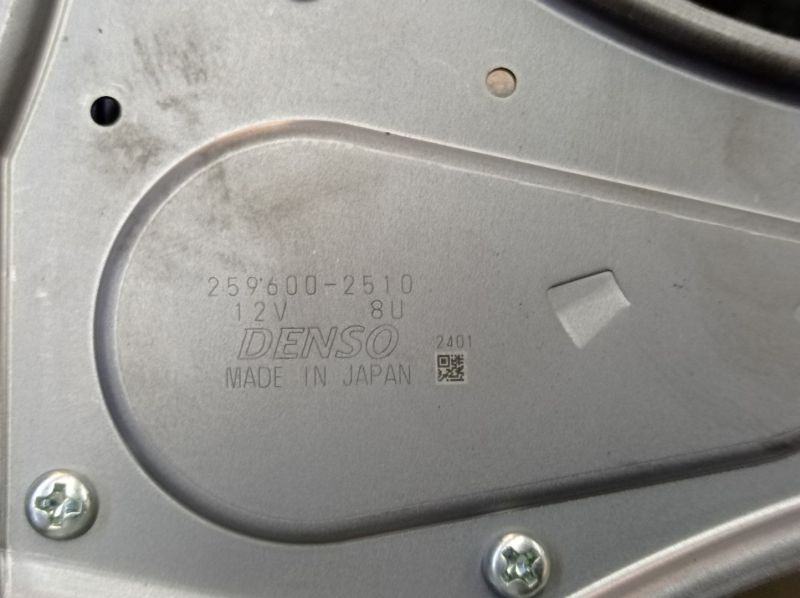 259600-2510
12V 8U
DENSO 2401
MADE IN JAPAN